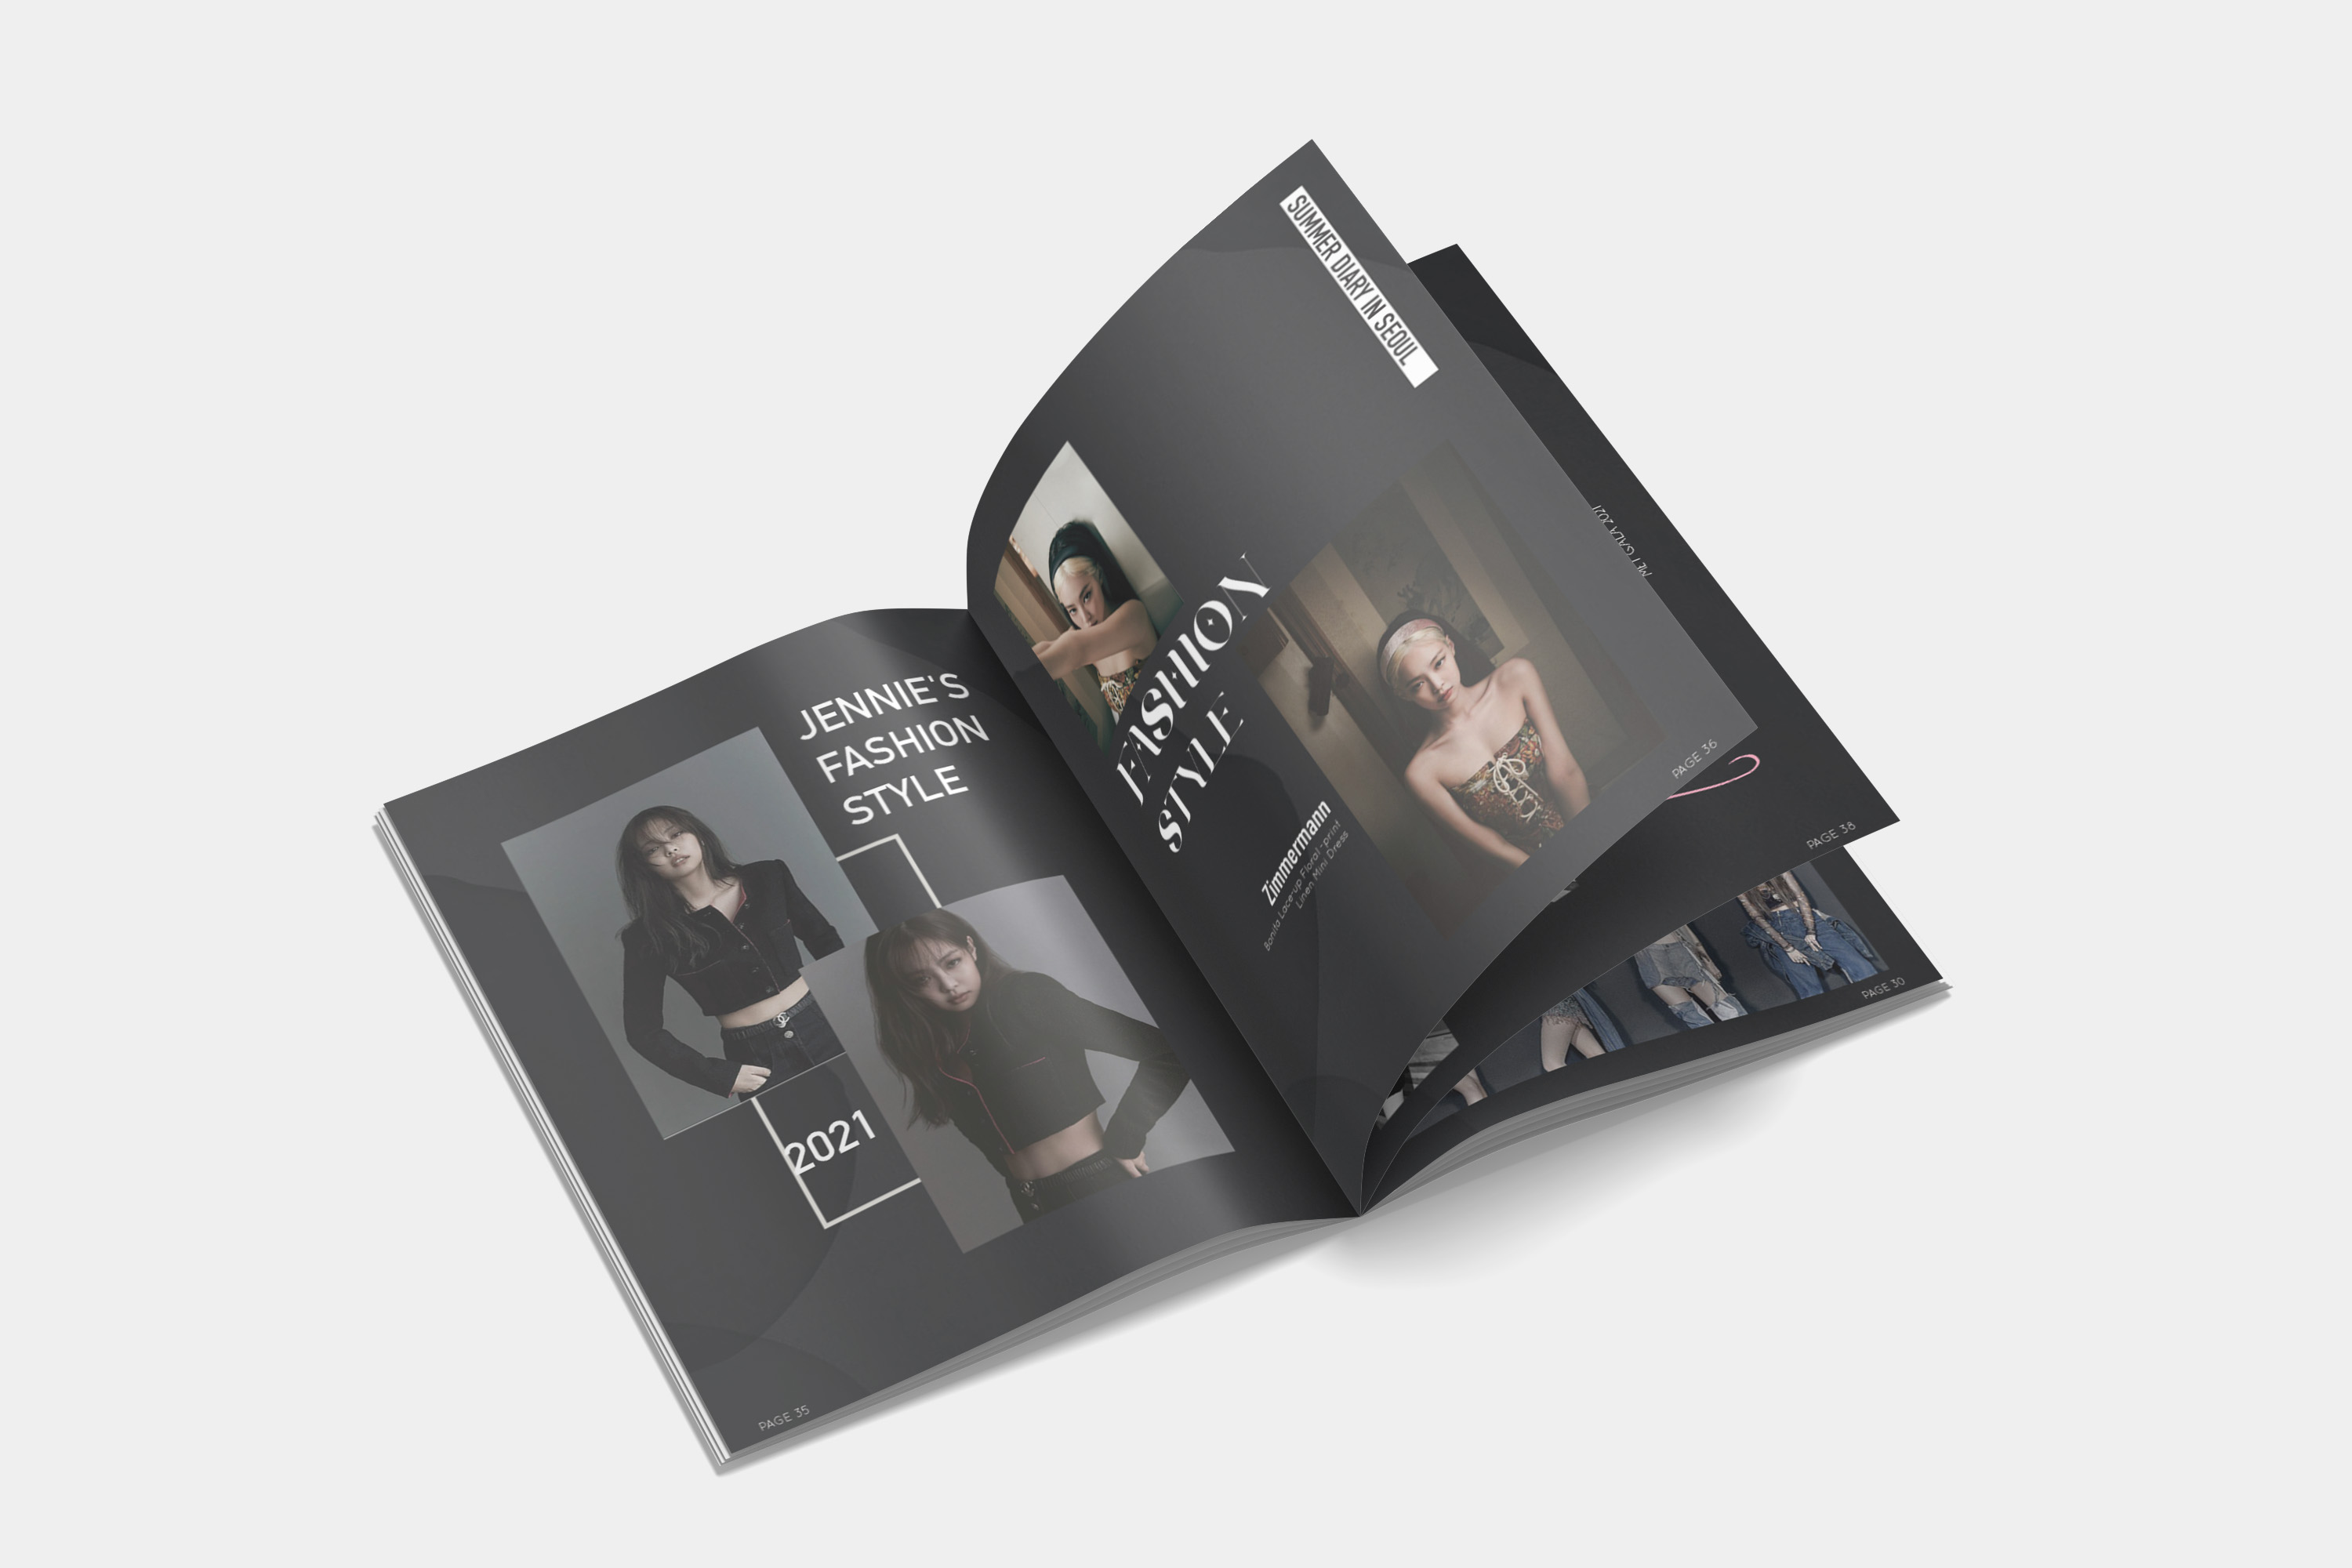 JENNIE'S
FASHION
STYLE
2021
PAGE 35
SUMMER DIARY IN SEOUL
FASHION
STYLE
Zimmermann
Bonita Lace-up Floral-print
Linen Mini Dress
PAGE 36
MET GALA 2021
PAGE 38
PAGE 30